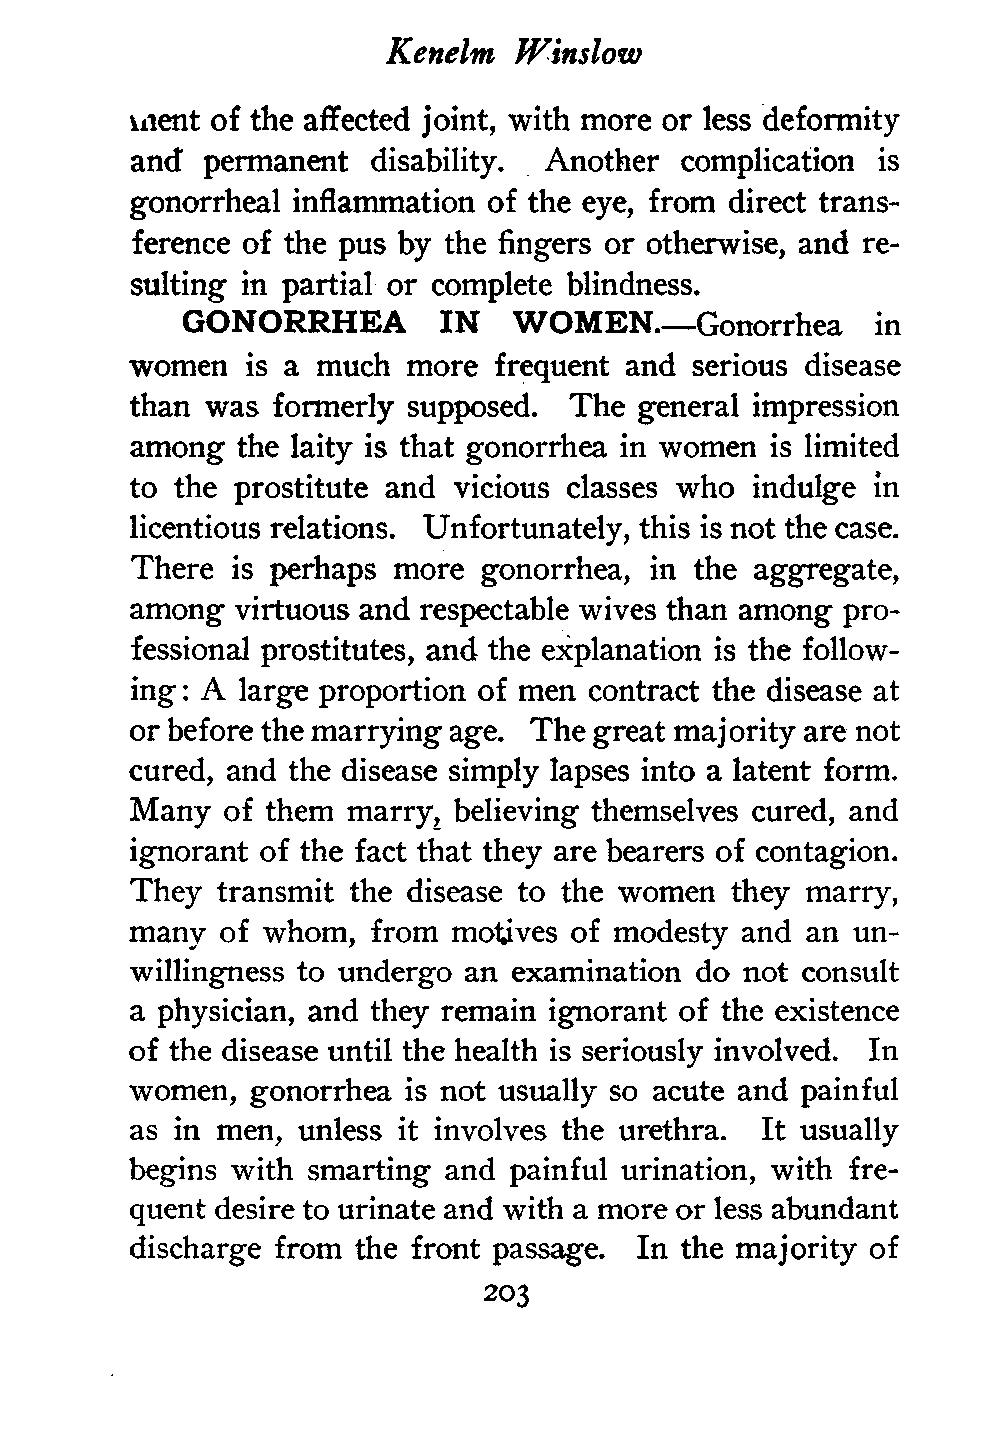 Kenelm Winslow
ment of the affected joint, with more or less deformity
and permanent disability. Another complication is
gonorrheal inflammation of the eye, from direct trans-
ference of the pus by the fingers or otherwise, and re-
sulting in partial or complete blindness.
GONORRHEA IN WOMEN.—Gonorrhea in
women is a much more frequent and serious disease
than was formerly supposed. The general impression
among the laity is that gonorrhea in women is limited
to the prostitute and vicious classes who indulge in
licentious relations. Unfortunately, this is not the case.
There is perhaps more gonorrhea, in the aggregate,
among virtuous and respectable wives than among pro-
fessional prostitutes, and the explanation is the follow-
ing: A large proportion of men contract the disease at
or before the marrying age. The great majority are not
cured, and the disease simply lapses into a latent form.
Many of them marry, believing themselves cured, and
ignorant of the fact that they are bearers of contagion.
They transmit the disease to the women they marry,
many of whom, from motives of modesty and an un-
willingness to undergo an examination do not consult
a physician, and they remain ignorant of the existence
of the disease until the health is seriously involved. In
women, gonorrhea is not usually so acute and painful
as in men, unless it involves the urethra. It usually
begins with smarting and painful urination, with fre-
quent desire to urinate and with a more or less abundant
discharge from the front passage. In the majority of
203